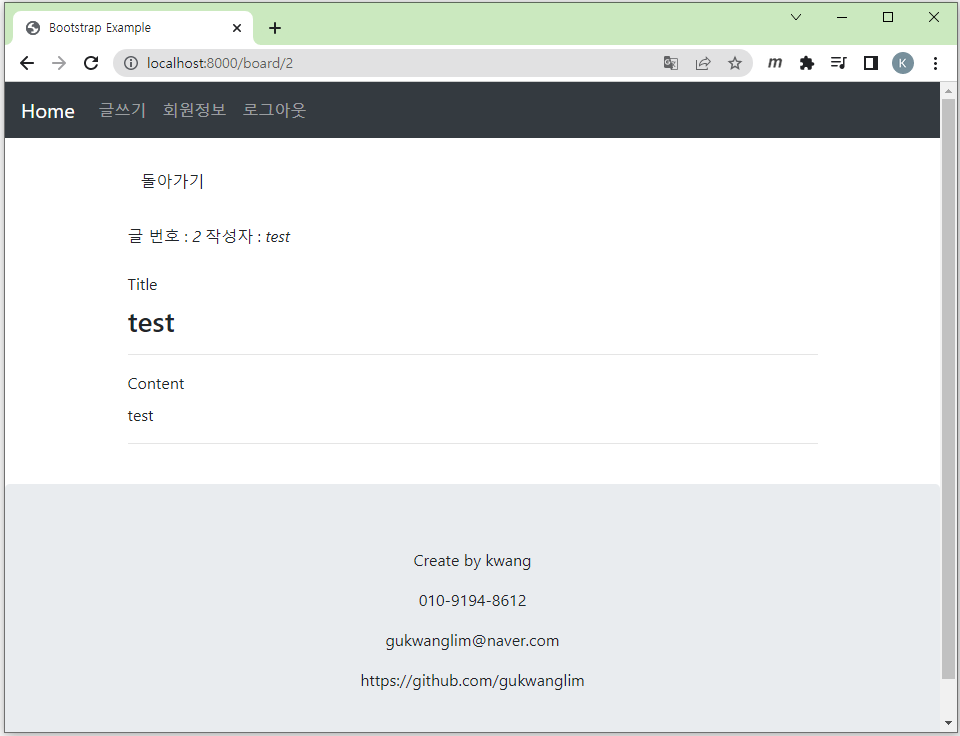 Bootstrap Example
localhost:8000/board/2
m
K
Home 글쓰기 회원정보 로그아웃
돌아가기
글 번호 : 2 작성자 : test
Title
test
Content
test
Create by kwang
010-9194-8612
gukwanglim@naver.com
https://github.com/gukwanglim